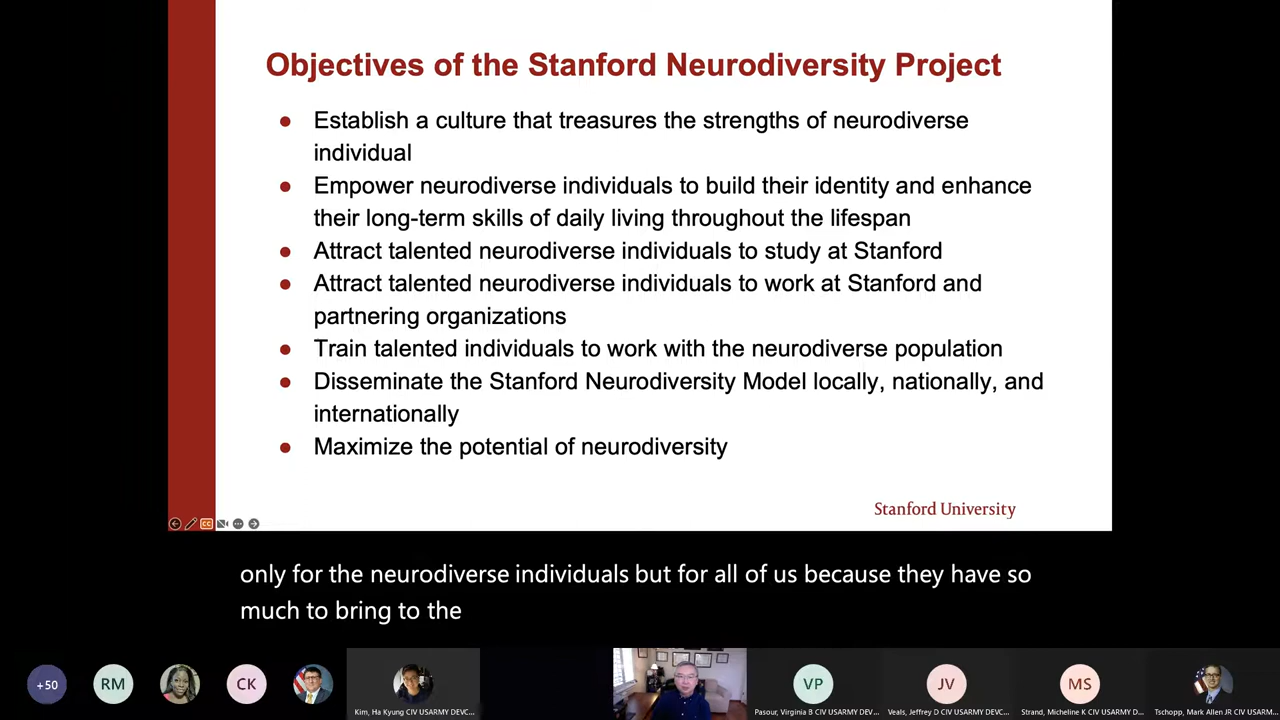 Objectives of the Stanford Neurodiversity Project
● Establish a culture that treasures the strengths of neurodiverse
individual
● Empower neurodiverse individuals to build their identity and enhance
their long-term skills of daily living throughout the lifespan
● Attract talented neurodiverse individuals to study at Stanford
● Attract talented neurodiverse individuals to work at Stanford and
partnering organizations
● Train talented individuals to work with the neurodiverse population
● Disseminate the Stanford Neurodiversity Model locally, nationally, and
internationally
● Maximize the potential of neurodiversity
Stanford University
CC
only for the neurodiverse individuals but for all of us because they have so
much to bring to the
+50 RM CK VP JV MS
Kim, Ha Kyung CIV USARMY DEVC... Pasour, Virginia B CIV USARMY DEV... Veals, Jeffrey D CIV USARMY DEVC... Strand, Micheline K CIV USARMY D... Tschopp, Mark Allen JR CIV USARM...